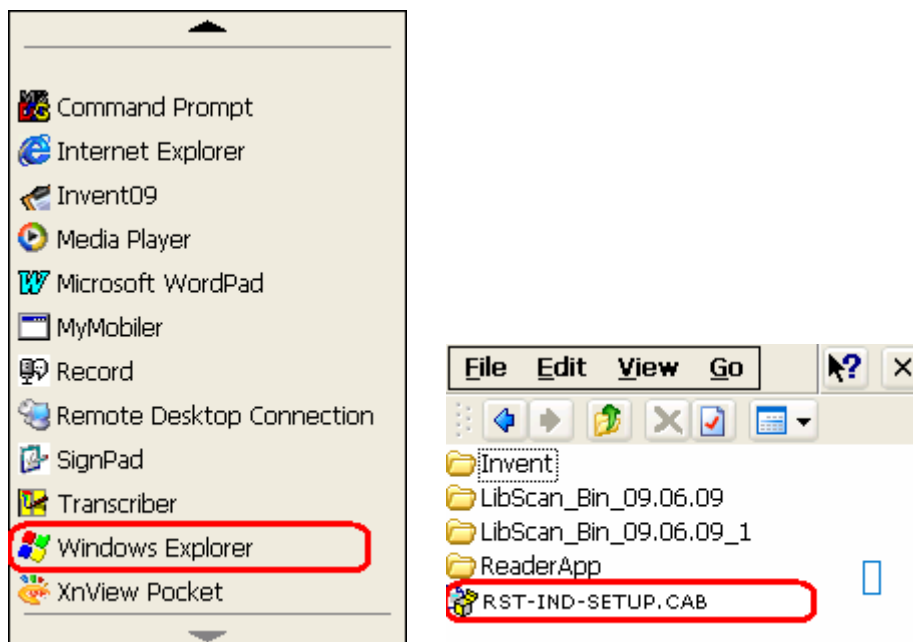 Command Prompt
Internet Explorer
Invent09
Media Player
Microsoft WordPad
MyMobiler
Record
Remote Desktop Connection
SignPad
Transcriber
Windows Explorer
XnView Pocket
File Edit View Go ?
Invent
LibScan_Bin_09.06.09
LibScan_Bin_09.06.09_1
ReaderApp
RST-IND-SETUP.CAB